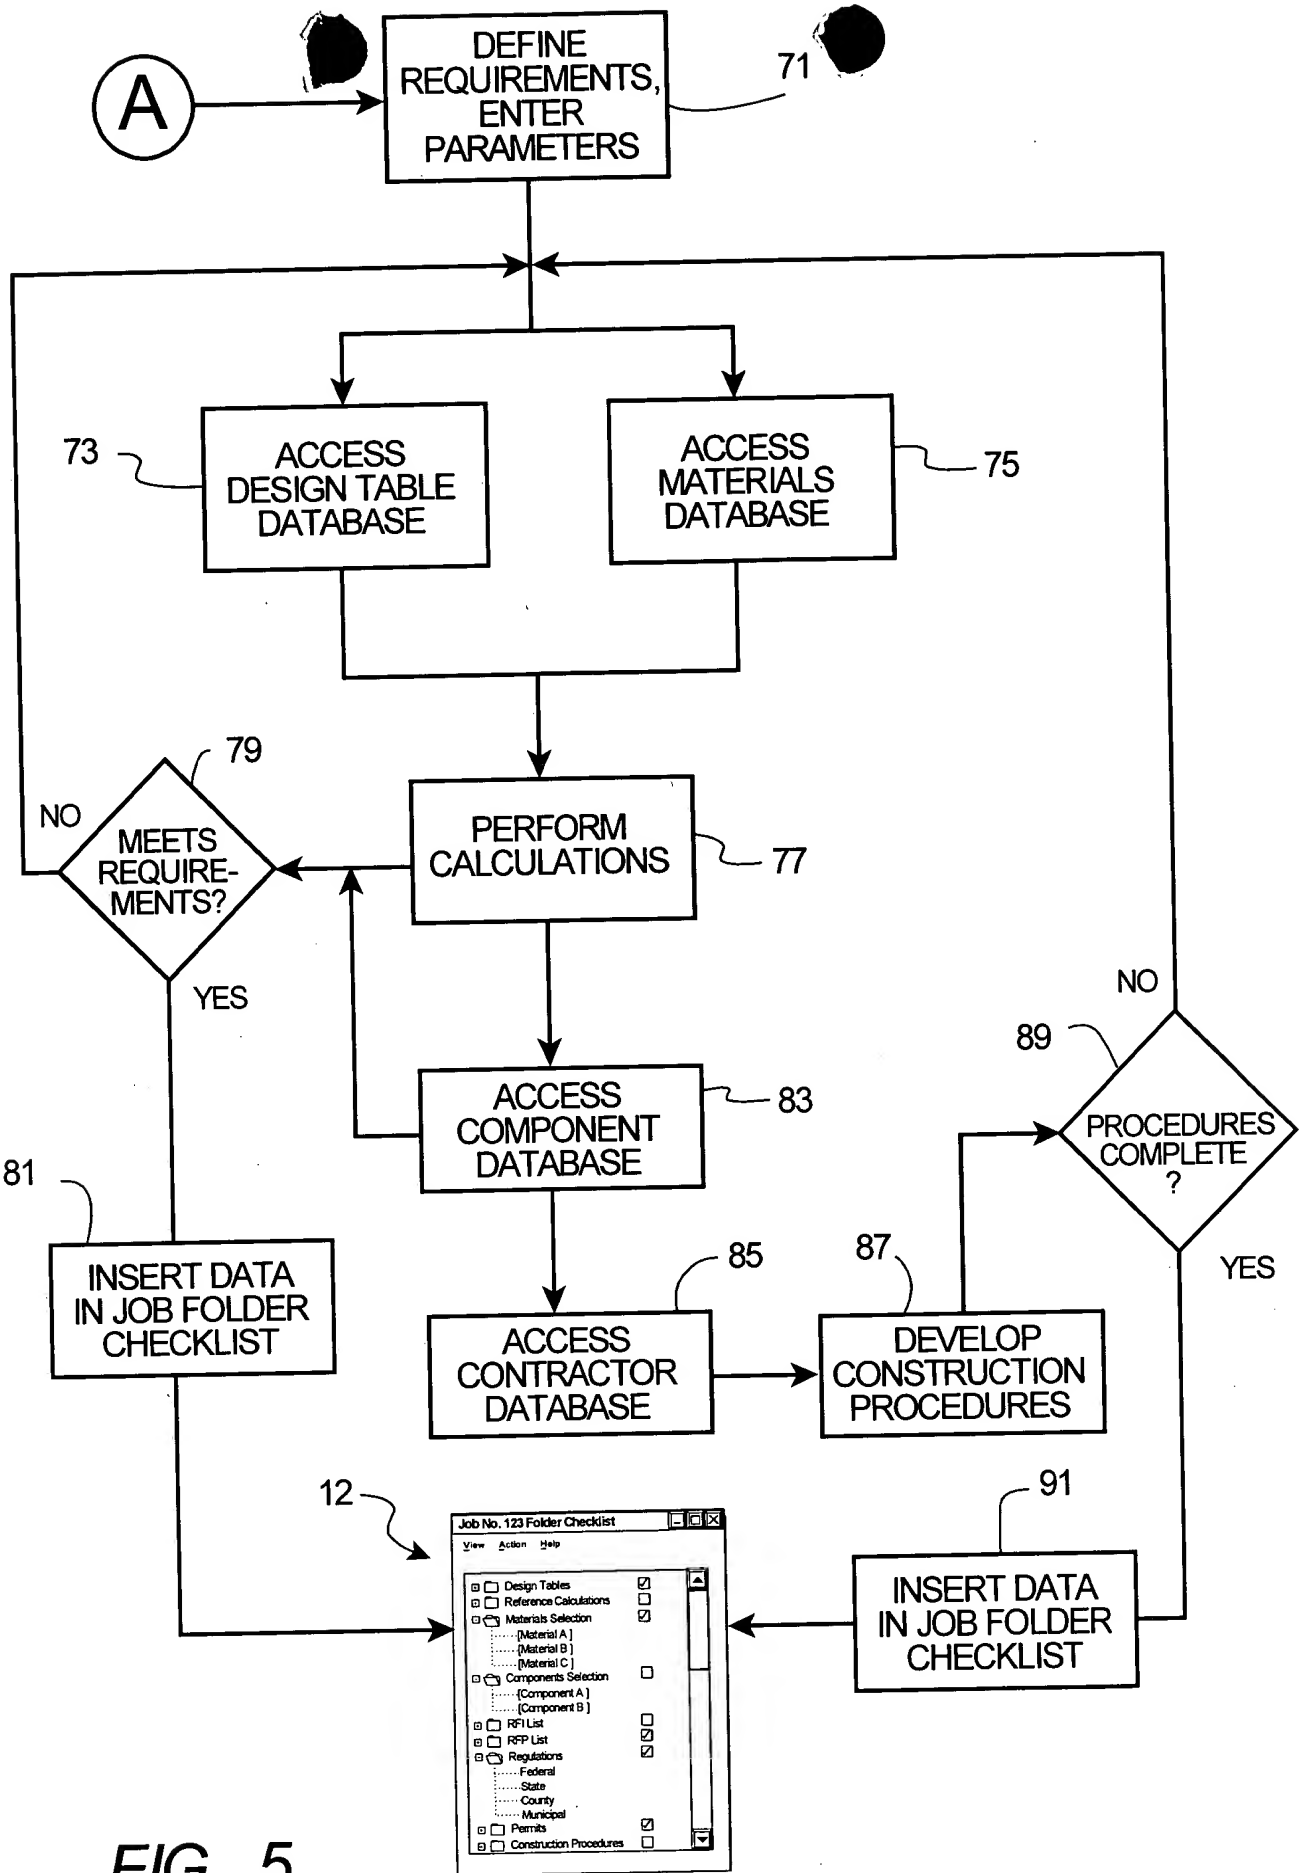 A
DEFINE
REQUIREMENTS,
ENTER
PARAMETERS
71
73
ACCESS
DESIGN TABLE
DATABASE
ACCESS
MATERIALS
DATABASE
75
79
NO
MEETS
REQUIRE-
MENTS?
YES
PERFORM
CALCULATIONS
77
ACCESS
COMPONENT
DATABASE
83
NO
89
PROCEDURES
COMPLETE
?
YES
81
INSERT DATA
IN JOB FOLDER
CHECKLIST
85
ACCESS
CONTRACTOR
DATABASE
87
DEVELOP
CONSTRUCTION
PROCEDURES
12
Job No. 123 Folder Checklist
View Action Help
Design Tables
Reference Calculations
Materials Selection
[Material A ]
[Material B ]
[Material C ]
Components Selection
[Component A ]
[Component B ]
RFI List
RFP List
Regulations
Federal
State
County
Municipal
Permits
Construction Procedures
91
INSERT DATA
IN JOB FOLDER
CHECKLIST
FIG. 5